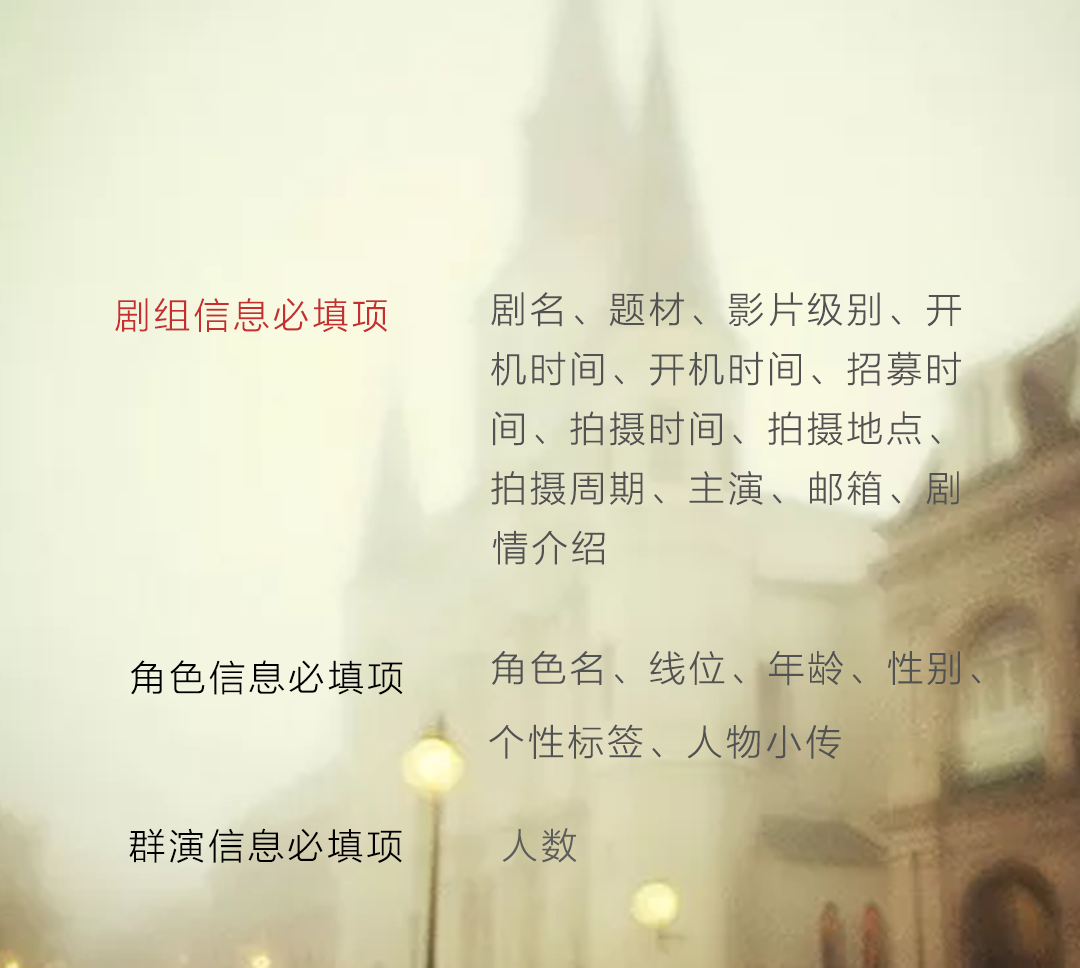 剧组信息必填项
剧名、题材、影片级别、开
机时间、开机时间、招募时
间、拍摄时间、拍摄地点、
拍摄周期、主演、邮箱、剧
情介绍
角色信息必填项
角色名、线位、年龄、性别、
个性标签、人物小传
群演信息必填项
人数